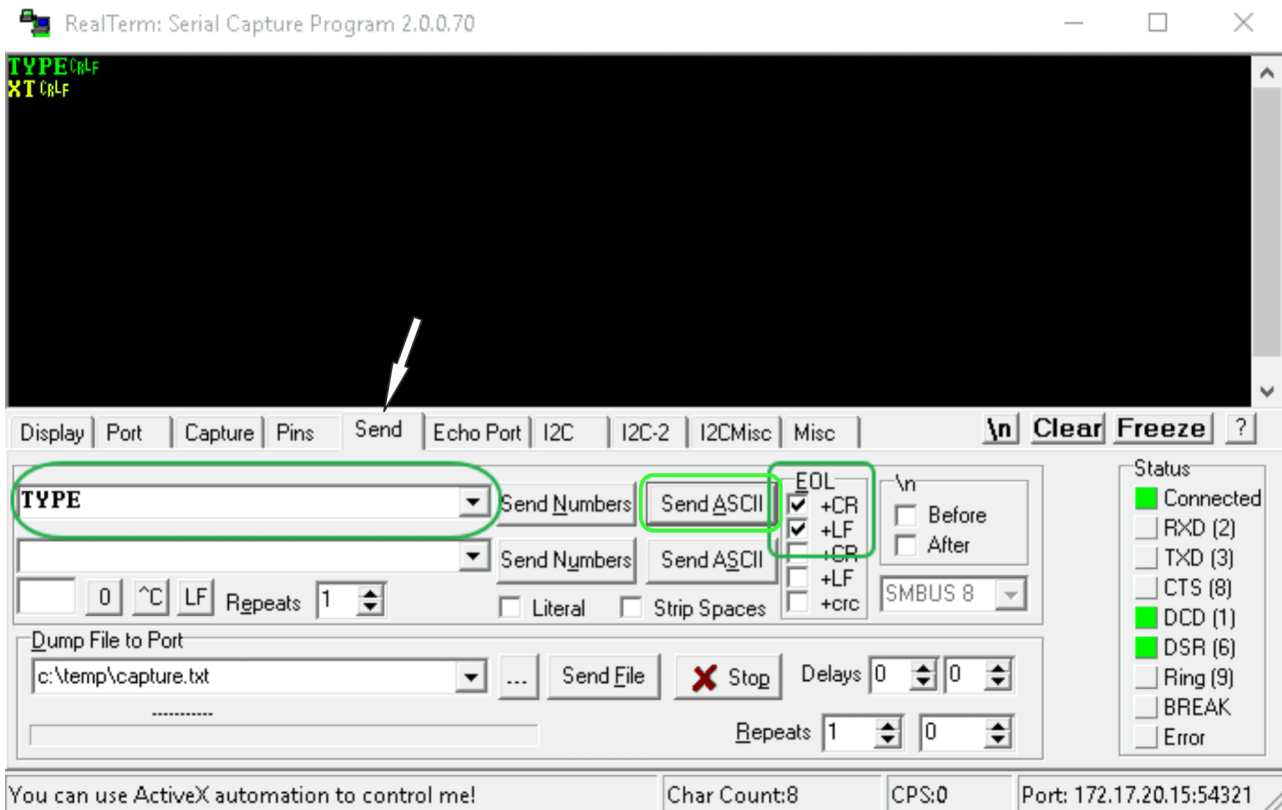 RealTerm: Serial Capture Program 2.0.0.70
TYPECRLF
XTCRLF
Display Port Capture Pins Send Echo Port I2C I2C-2 I2CMisc Misc \n Clear Freeze ?
TYPE Send Numbers Send ASCII
Send Numbers Send ASCII
0 ^C LF Repeats 1 Literal Strip Spaces
EOL
+CR
+LF
+CR
+LF
+crc
\n
Before
After
SMBUS 8
Dump File to Port
c:\temp\capture.txt ... Send File Stop Delays 0 0
-----------
Repeats 1 0
Status
Connected
RXD (2)
TXD (3)
CTS (8)
DCD (1)
DSR (6)
Ring (9)
BREAK
Error
You can use ActiveX automation to control me! Char Count:8 CPS:0 Port: 172.17.20.15:54321